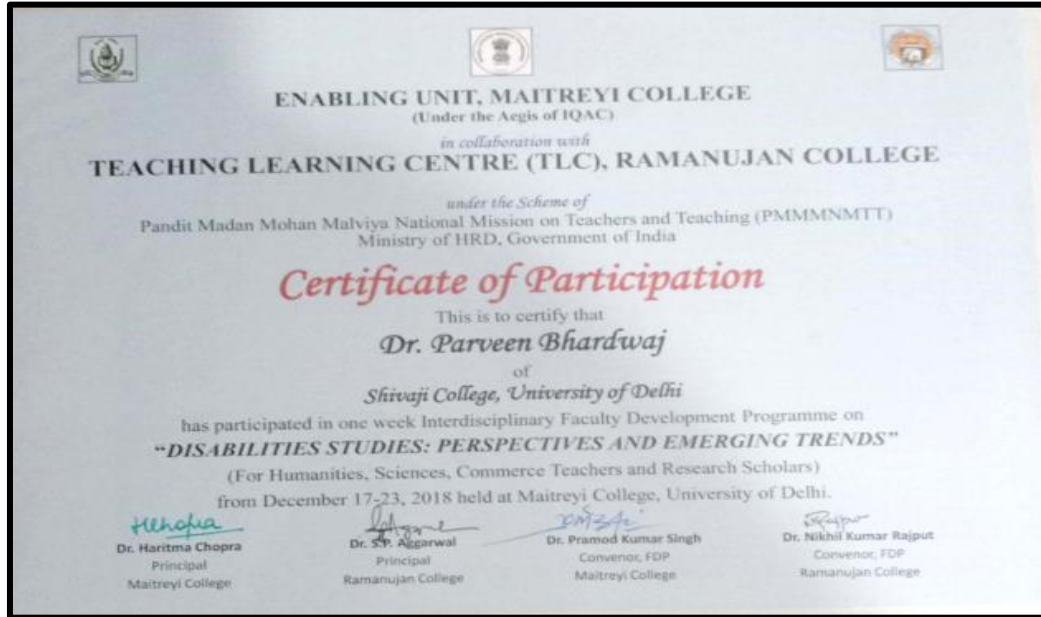 ENABLING UNIT, MAITREYI COLLEGE
(Under the Aegis of IQAC)
in collaboration with
TEACHING LEARNING CENTRE (TLC), RAMANUJAN COLLEGE
under the Scheme of
Pandit Madan Mohan Malviya National Mission on Teachers and Teaching (PMMMNMTT)
Ministry of HRD, Government of India
Certificate of Participation
This is to certify that
Dr. Parveen Bhardwaj
of
Shivaji College, University of Delhi
has participated in one week Interdisciplinary Faculty Development Programme on
"DISABILITIES STUDIES: PERSPECTIVES AND EMERGING TRENDS"
(For Humanities, Sciences, Commerce Teachers and Research Scholars)
from December 17-23, 2018 held at Maitreyi College, University of Delhi.
Dr. Haritma Chopra
Principal
Maitreyi College
Dr. S.P. Aggarwal
Principal
Ramanujan College
Dr. Pramod Kumar Singh
Convenor, FDP
Maitreyi College
Dr. Nikhil Kumar Rajput
Convenor, FDP
Ramanujan College